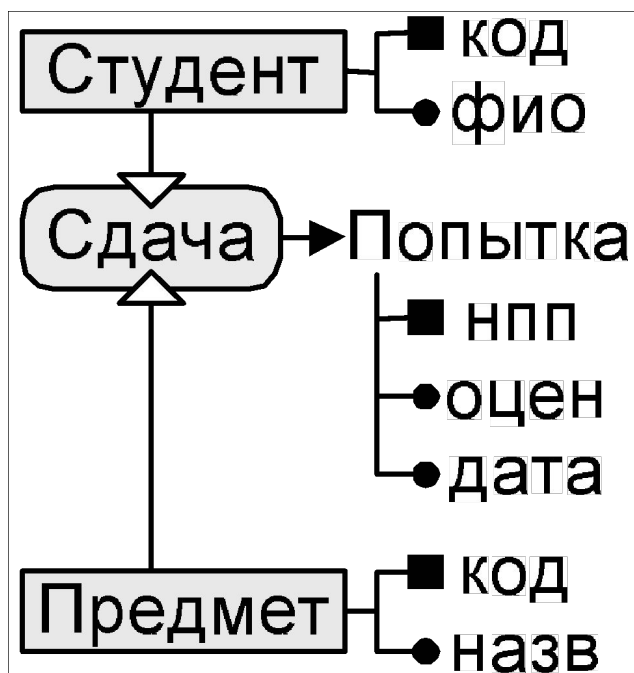 Студент
код
фио
Сдача
Попытка
нпп
оцен
дата
Предмет
код
назв